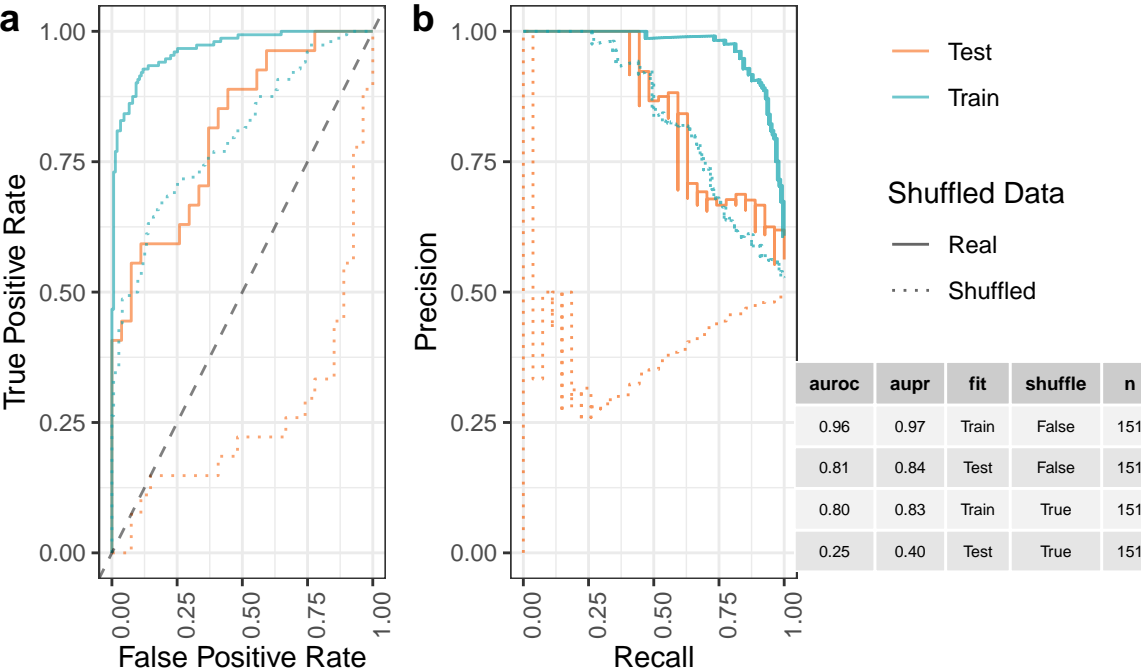 a
True Positive Rate
1.00
0.75
0.50
0.25
0.00
0.00 0.25 0.50 0.75 1.00
False Positive Rate
b
Precision
1.00
0.75
0.50
0.25
0.00
0.00 0.25 0.50 0.75 1.00
Recall
Test
Train
Shuffled Data
Real
Shuffled
auroc aupr fit shuffle n
0.96 0.97 Train False 151
0.81 0.84 Test False 151
0.80 0.83 Train True 151
0.25 0.40 Test True 151